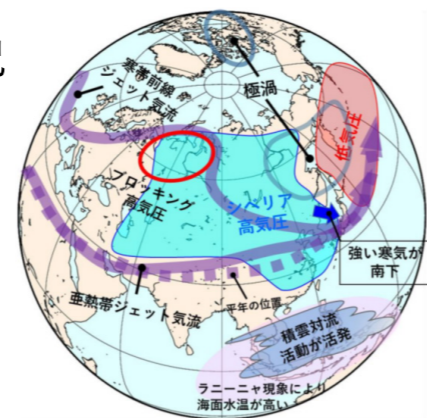 寒帯前線
ジェット気流
極渦
低気圧
ブロッキング
高気圧
シベリア
高気圧
強い寒気が
南下
亜熱帯ジェット気流
平年の位置
積雲対流
活動が活発
ラニーニャ現象により
海面水温が高い